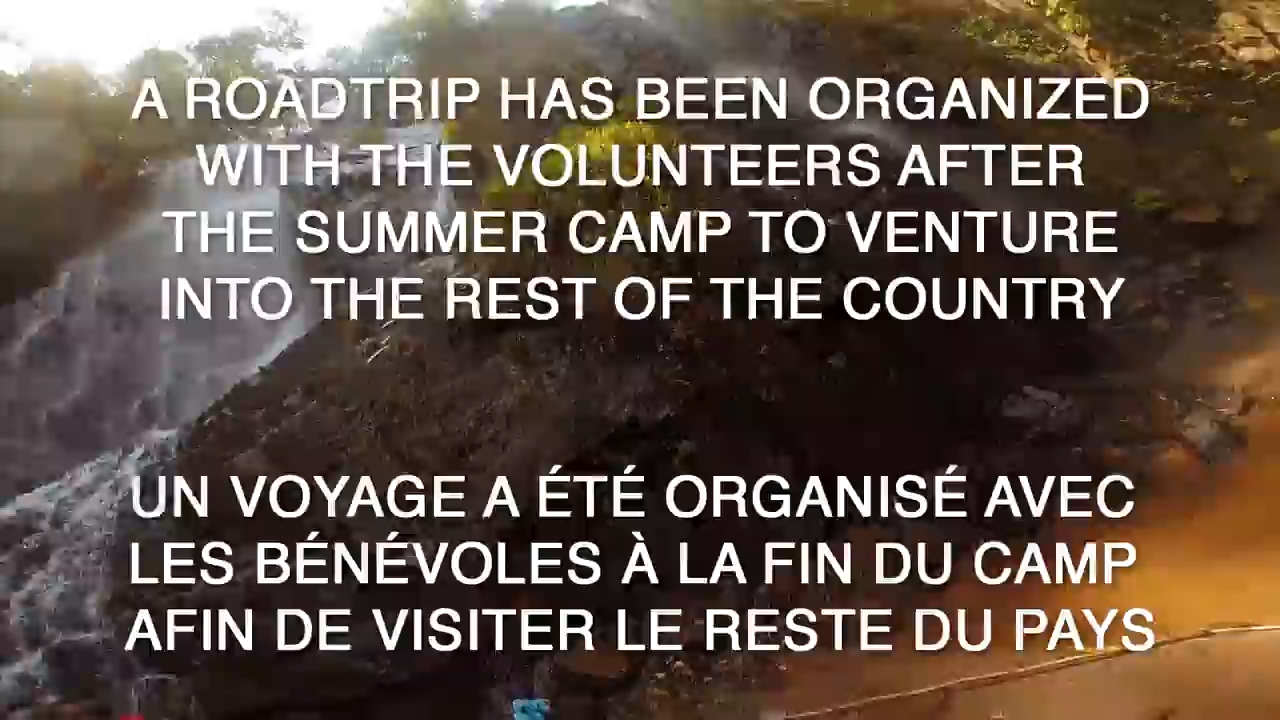 A ROADTRIP HAS BEEN ORGANIZED
WITH THE VOLUNTEERS AFTER
THE SUMMER CAMP TO VENTURE
INTO THE REST OF THE COUNTRY
UN VOYAGE A ÉTÉ ORGANISÉ AVEC
LES BÉNÉVOLES À LA FIN DU CAMP
AFIN DE VISITER LE RESTE DU PAYS